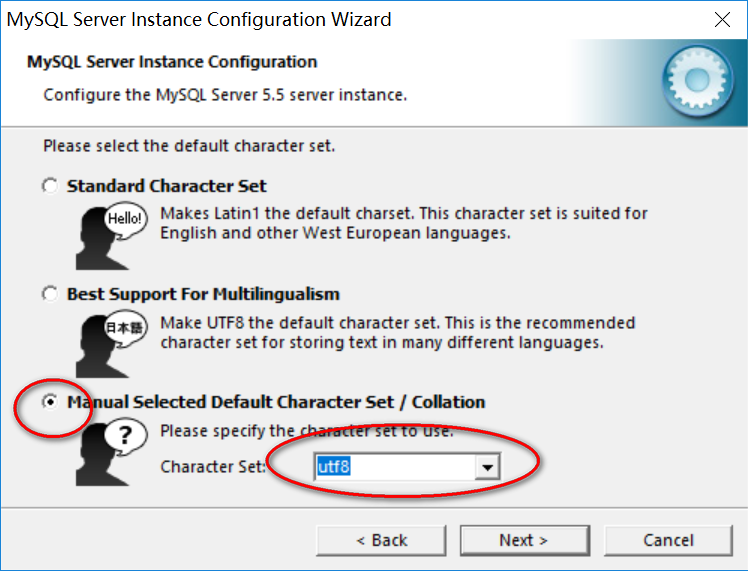 MySQL Server Instance Configuration Wizard
MySQL Server Instance Configuration
Configure the MySQL Server 5.5 server instance.
Please select the default character set.
Standard Character Set
Hello!
Makes Latin1 the default charset. This character set is suited for
English and other West European languages.
Best Support For Multilingualism
日本語
Make UTF8 the default character set. This is the recommended
character set for storing text in many different languages.
Manual Selected Default Character Set / Collation
?
Please specify the character set to use.
Character Set:
utf8
< Back
Next >
Cancel